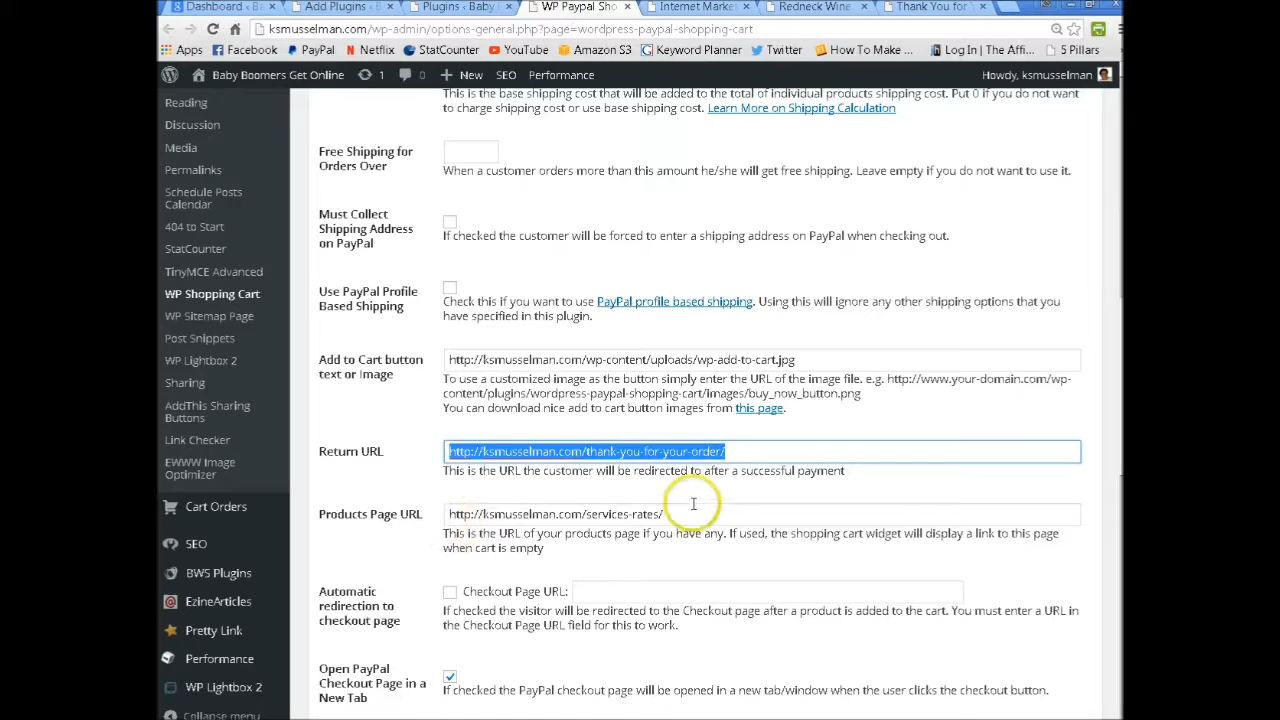 Dashboard ‹ Ba
Add Plugins ‹ B
Plugins ‹ Baby
WP Paypal Sho
Internet Market
Redneck Wine
Thank You for
ksmusselman.com/wp-admin/options-general.php?page=wordpress-paypal-shopping-cart
Apps
Facebook
PayPal
Netflix
StatCounter
YouTube
Amazon S3
Keyword Planner
Twitter
How To Make ...
Log In | The Affi...
5 Pillars
Baby Boomers Get Online
1
0
New
SEO
Performance
Howdy, ksmusselman
Reading
Discussion
Media
Permalinks
Schedule Posts
Calendar
404 to Start
StatCounter
TinyMCE Advanced
WP Shopping Cart
WP Sitemap Page
Post Snippets
WP Lightbox 2
Sharing
AddThis Sharing
Buttons
Link Checker
EWWW Image
Optimizer
Cart Orders
SEO
BWS Plugins
EzineArticles
Pretty Link
Performance
WP Lightbox 2
Collapse menu
This is the base shipping cost that will be added to the total of individual products shipping cost. Put 0 if you do not want
to charge shipping cost or use base shipping cost. Learn More on Shipping Calculation
Free Shipping for
Orders Over
When a customer orders more than this amount he/she will get free shipping. Leave empty if you do not want to use it.
Must Collect
Shipping Address
on PayPal
If checked the customer will be forced to enter a shipping address on PayPal when checking out.
Use PayPal Profile
Based Shipping
Check this if you want to use PayPal profile based shipping. Using this will ignore any other shipping options that you
have specified in this plugin.
Add to Cart button
text or Image
http://ksmusselman.com/wp-content/uploads/wp-add-to-cart.jpg
To use a customized image as the button simply enter the URL of the image file. e.g. http://www.your-domain.com/wp-
content/plugins/wordpress-paypal-shopping-cart/images/buy_now_button.png
You can download nice add to cart button images from this page.
Return URL
http://ksmusselman.com/thank-you-for-your-order/
This is the URL the customer will be redirected to after a successful payment
Products Page URL
http://ksmusselman.com/services-rates/
This is the URL of your products page if you have any. If used, the shopping cart widget will display a link to this page
when cart is empty
Automatic
redirection to
checkout page
Checkout Page URL:
If checked the visitor will be redirected to the Checkout page after a product is added to the cart. You must enter a URL in
the Checkout Page URL field for this to work.
Open PayPal
Checkout Page in a
New Tab
If checked the PayPal checkout page will be opened in a new tab/window when the user clicks the checkout button.